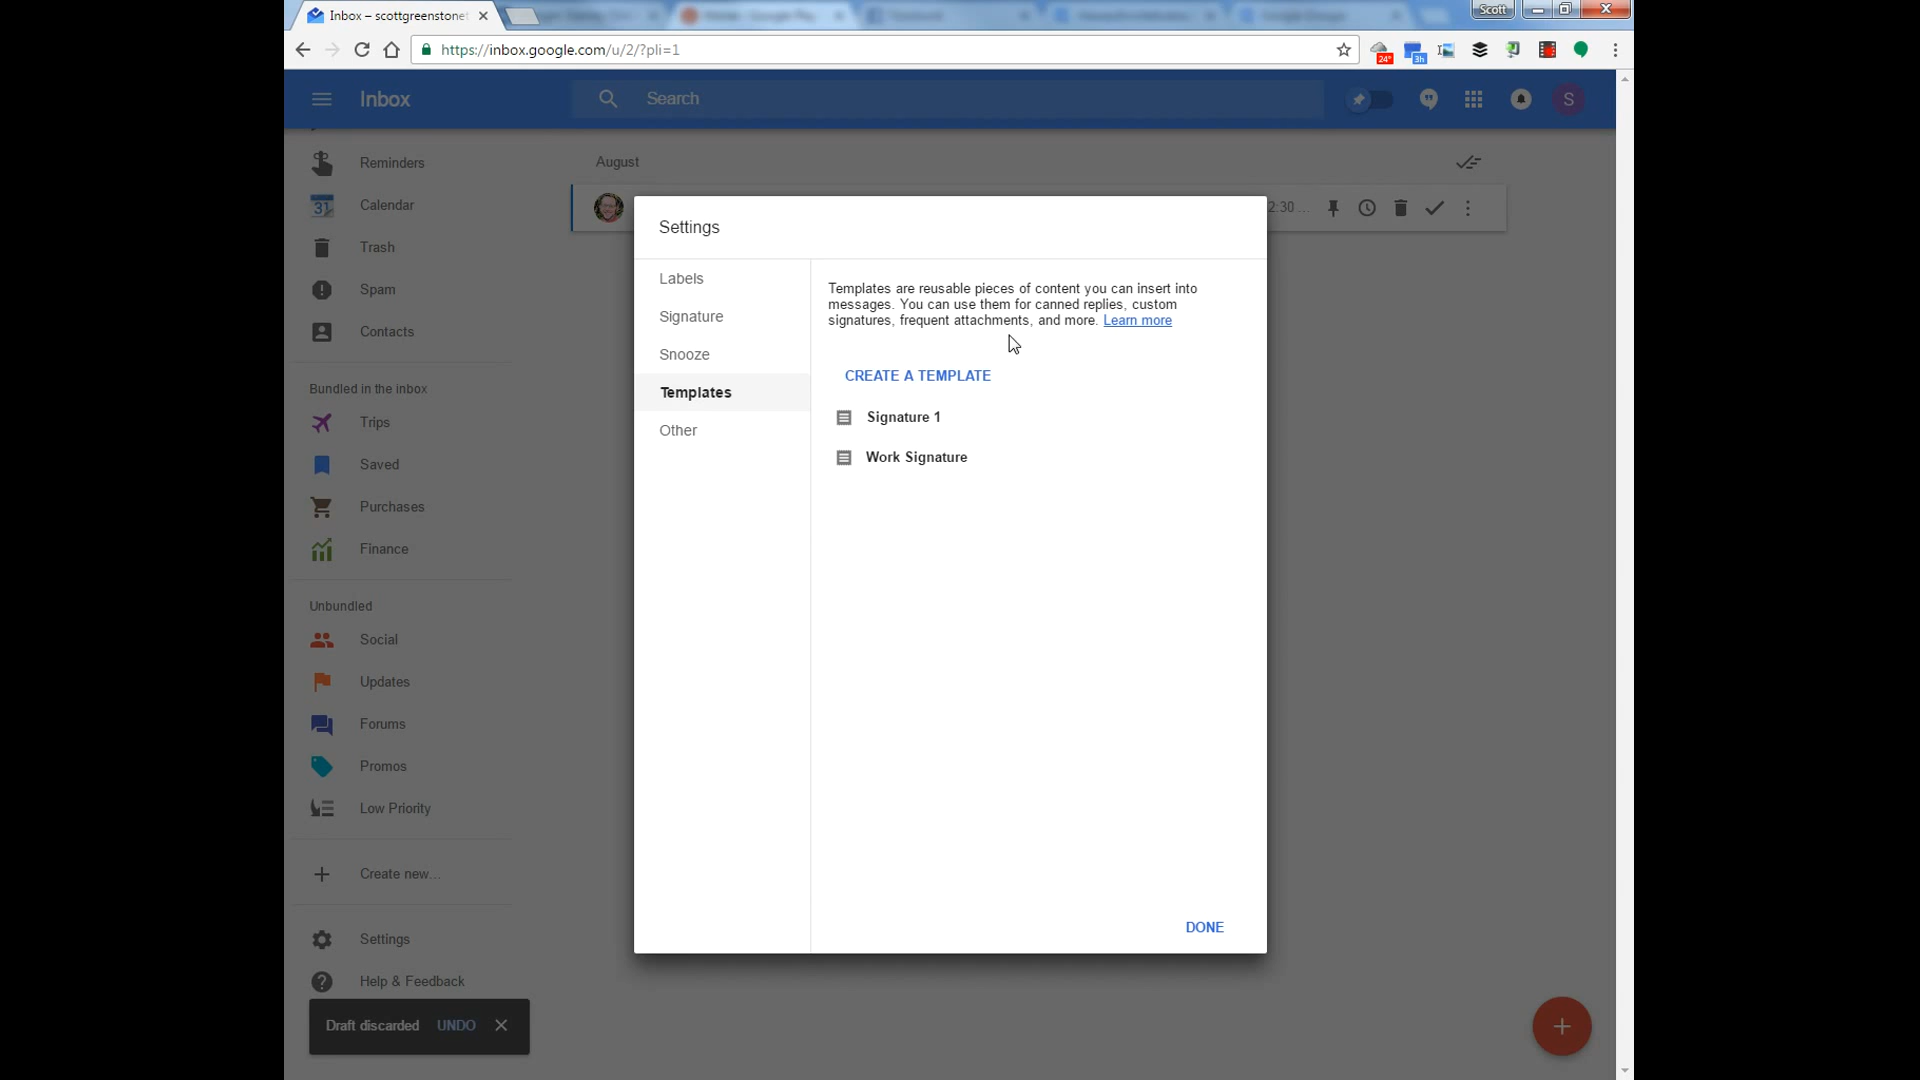 Inbox – scottgreenstone
Scott
https://inbox.google.com/u/2/?pli=1
24°
3h
Inbox
Search
S
Reminders
31
Calendar
Trash
Spam
Contacts
Bundled in the inbox
Trips
Saved
Purchases
Finance
Unbundled
Social
Updates
Forums
Promos
Low Priority
Create new...
Settings
Help & Feedback
Draft discarded UNDO
August
2:30 ...
Settings
Labels
Signature
Snooze
Templates
Other
Templates are reusable pieces of content you can insert into
messages. You can use them for canned replies, custom
signatures, frequent attachments, and more. Learn more
CREATE A TEMPLATE
Signature 1
Work Signature
DONE